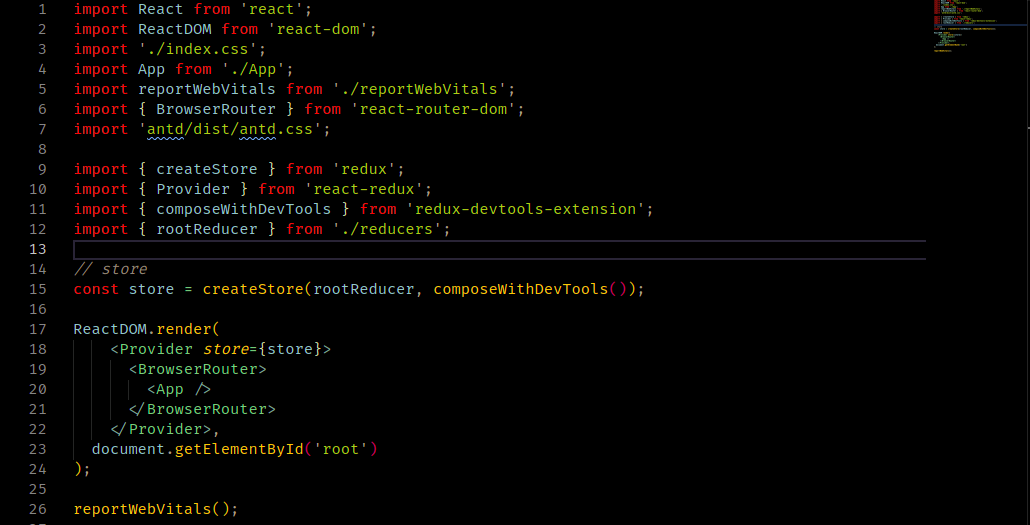 1 import React from 'react';
2 import ReactDOM from 'react-dom';
3 import './index.css';
4 import App from './App';
5 import reportWebVitals from './reportWebVitals';
6 import { BrowserRouter } from 'react-router-dom';
7 import 'antd/dist/antd.css';
8
9 import { createStore } from 'redux';
10 import { Provider } from 'react-redux';
11 import { composeWithDevTools } from 'redux-devtools-extension';
12 import { rootReducer } from './reducers';
13
14 // store
15 const store = createStore(rootReducer, composeWithDevTools());
16
17 ReactDOM.render(
18     <Provider store={store}>
19       <BrowserRouter>
20         <App />
21       </BrowserRouter>
22     </Provider>,
23   document.getElementById('root')
24 );
25
26 reportWebVitals();